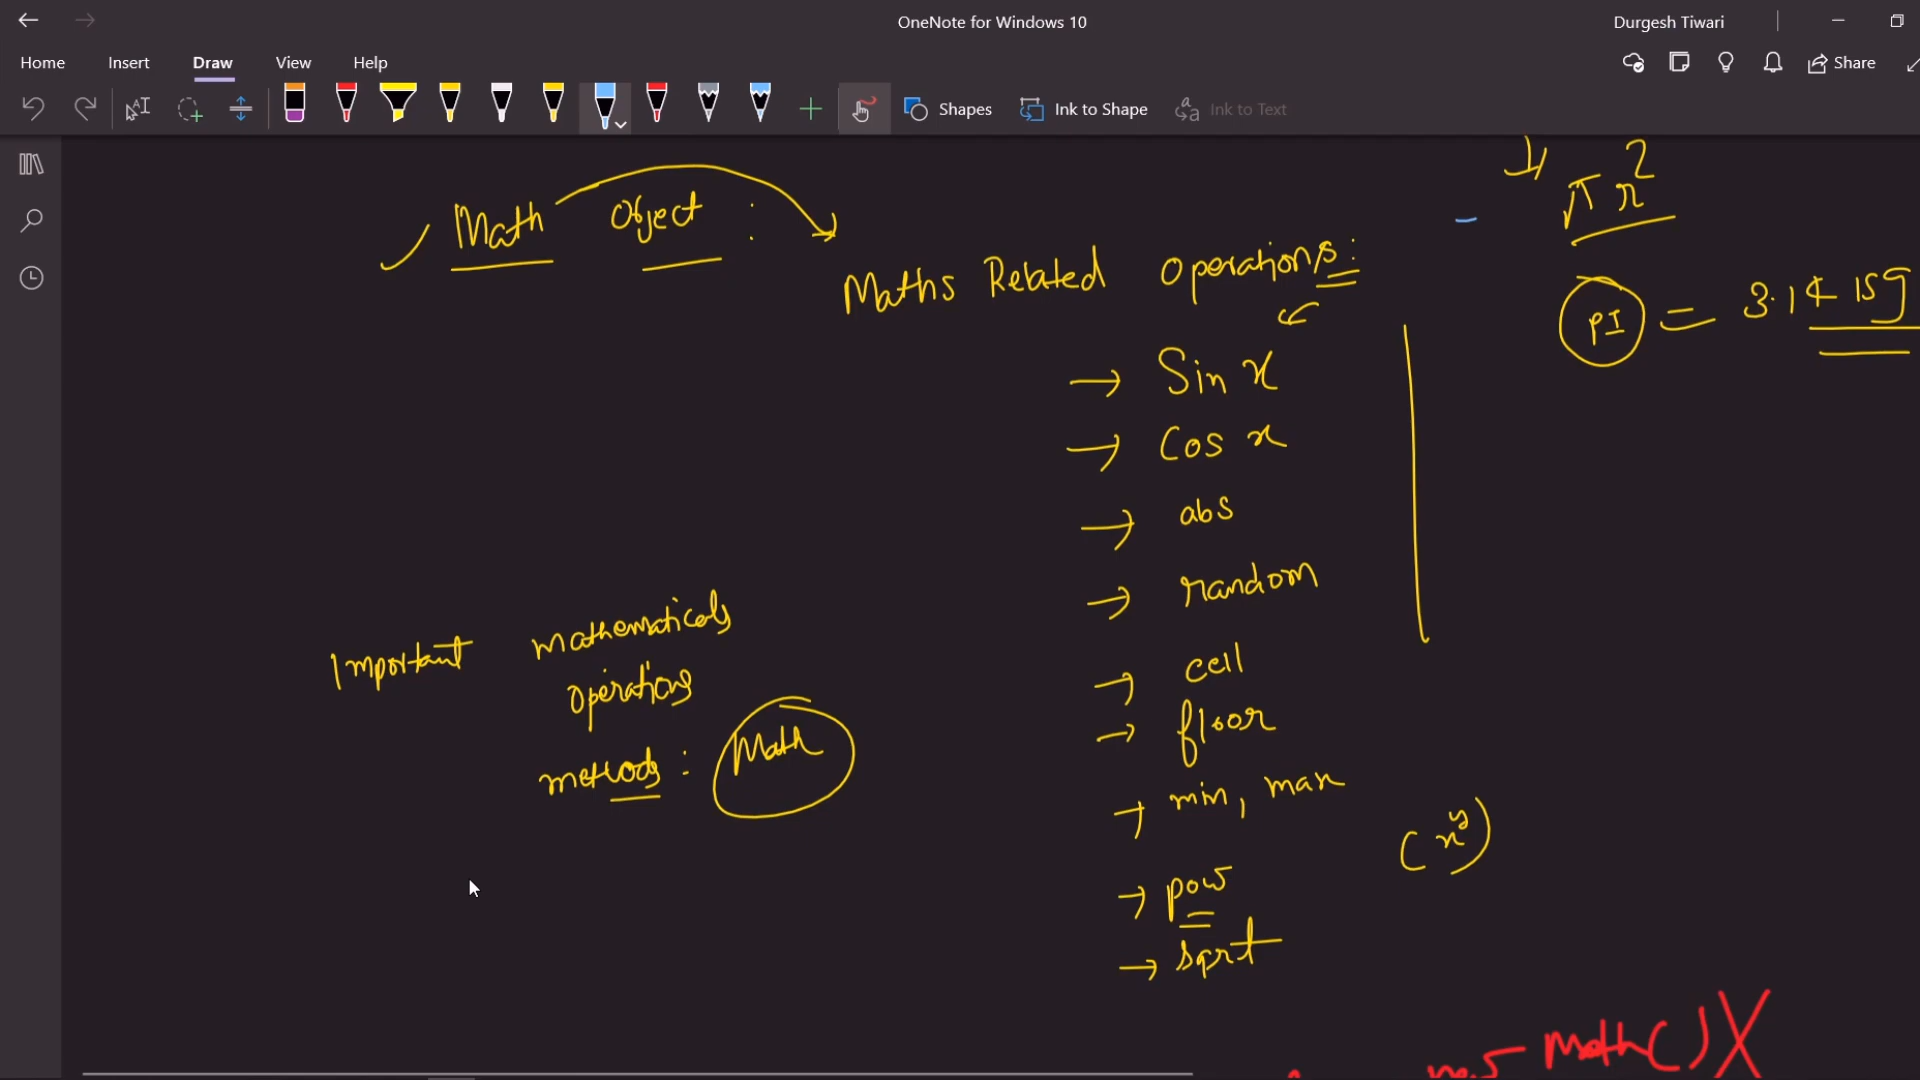 OneNote for Windows 10
Durgesh Tiwari
Home Insert Draw View Help
Share
Shapes
Ink to Shape
Ink to Text
Math Object :
Maths Related Operations :
→ Sin x
→ Cos x
→ abs
→ random
→ ceil
→ floor
→ min, max
→ pow
(x^y)
→ sqrt
πr²
PI = 3.14159
Important mathematicals
operations
methods : Math
new Math() X